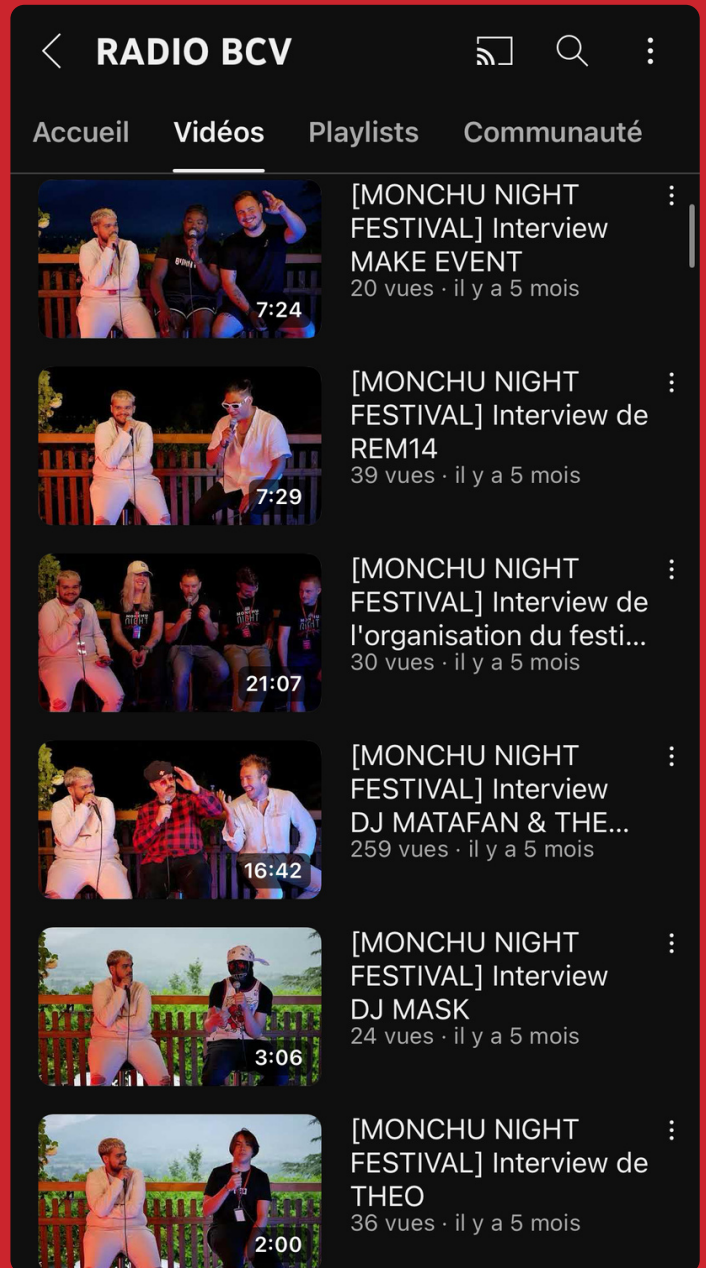 RADIO BCV
Accueil Vidéos Playlists Communauté
[MONCHU NIGHT
FESTIVAL] Interview
MAKE EVENT
20 vues · il y a 5 mois
7:24
[MONCHU NIGHT
FESTIVAL] Interview de
REM14
39 vues · il y a 5 mois
7:29
[MONCHU NIGHT
FESTIVAL] Interview de
l'organisation du festi...
30 vues · il y a 5 mois
21:07
[MONCHU NIGHT
FESTIVAL] Interview
DJ MATAFAN & THE...
259 vues · il y a 5 mois
16:42
[MONCHU NIGHT
FESTIVAL] Interview
DJ MASK
24 vues · il y a 5 mois
3:06
[MONCHU NIGHT
FESTIVAL] Interview de
THEO
36 vues · il y a 5 mois
2:00